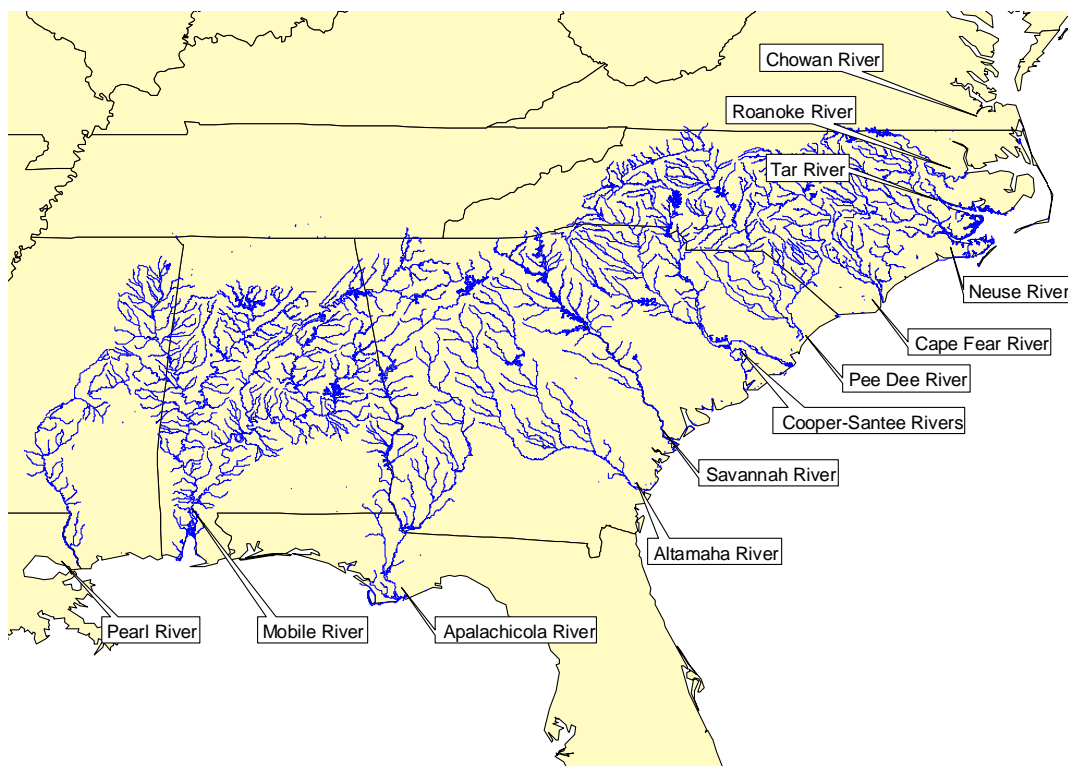 Chowan River
Roanoke River
Tar River
Neuse River
Cape Fear River
Pee Dee River
Cooper-Santee Rivers
Savannah River
Altamaha River
Pearl River
Mobile River
Apalachicola River